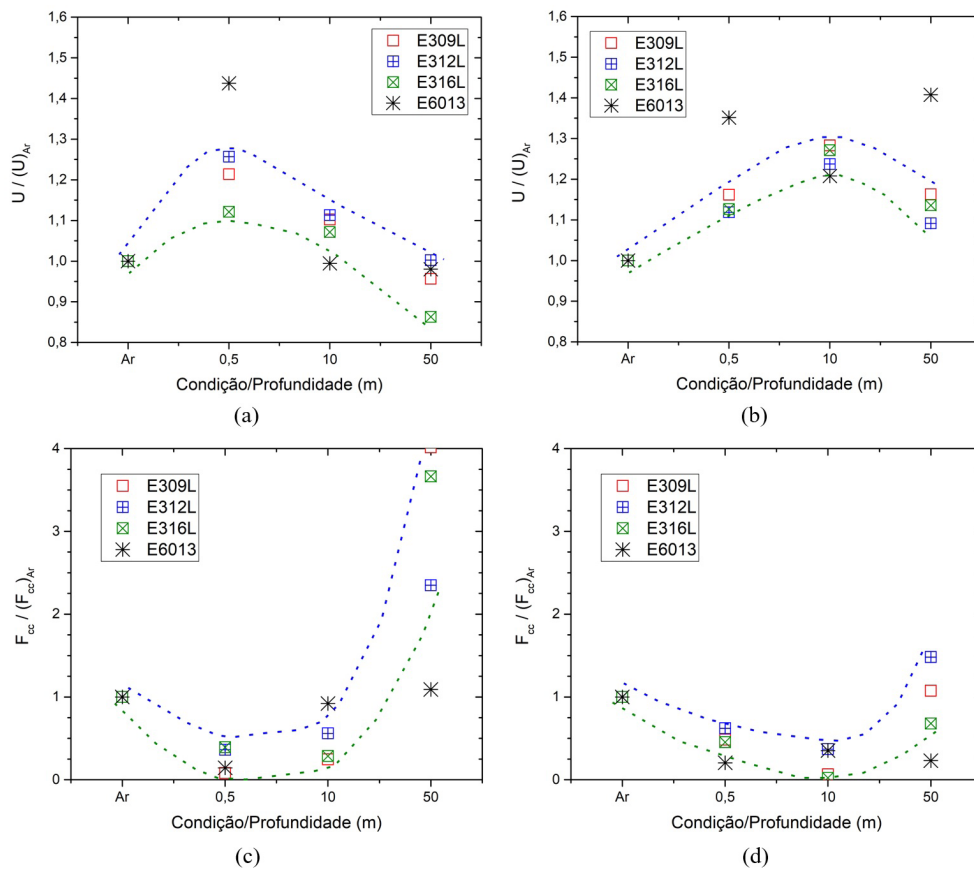 1,6
1,5
1,4
1,3
1,2
1,1
1,0
0,9
0,8
U / (U)Ar
E309L
E312L
E316L
E6013
Ar 0,5 10 50
Condição/Profundidade (m)
(a)
1,6
1,5
1,4
1,3
1,2
1,1
1,0
0,9
0,8
U / (U)Ar
E309L
E312L
E316L
E6013
Ar 0,5 10 50
Condição/Profundidade (m)
(b)
4
3
2
1
0
Fcc / (Fcc)Ar
E309L
E312L
E316L
E6013
Ar 0,5 10 50
Condição/Profundidade (m)
(c)
4
3
2
1
0
Fcc / (Fcc)Ar
E309L
E312L
E316L
E6013
Ar 0,5 10 50
Condição/Profundidade (m)
(d)